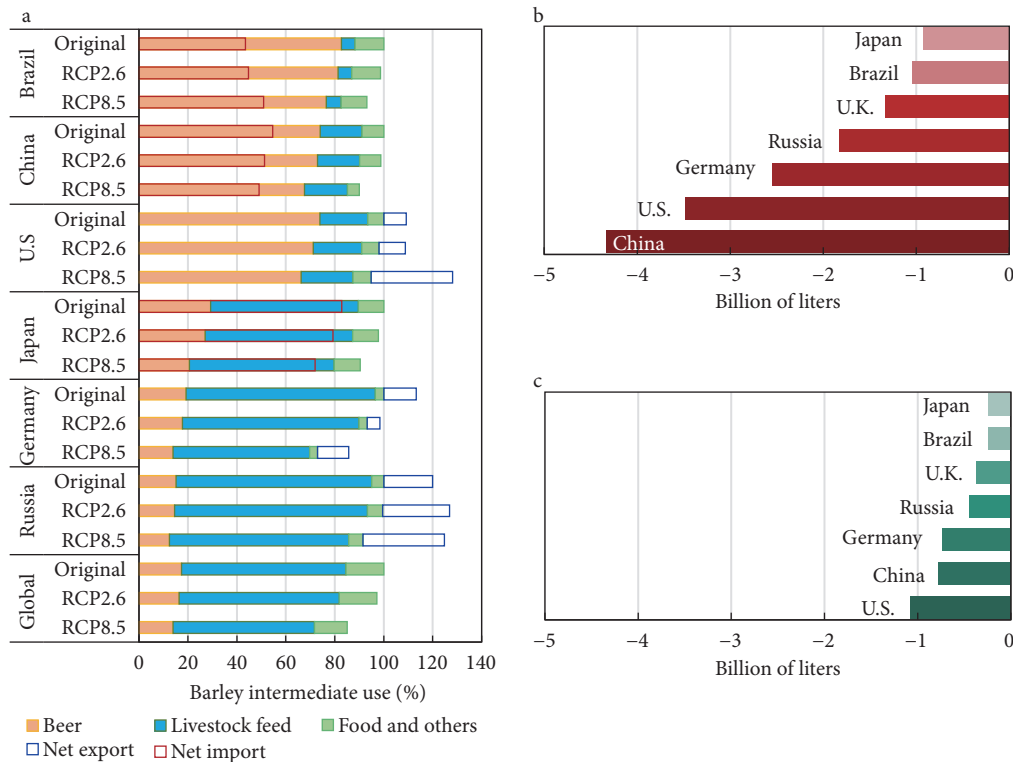 a
Brazil
Original
RCP2.6
RCP8.5
China
Original
RCP2.6
RCP8.5
U.S
Original
RCP2.6
RCP8.5
Japan
Original
RCP2.6
RCP8.5
Germany
Original
RCP2.6
RCP8.5
Russia
Original
RCP2.6
RCP8.5
Global
Original
RCP2.6
RCP8.5
0 20 40 60 80 100 120 140
Barley intermediate use (%)
Beer Livestock feed Food and others
Net export Net import
b
Japan
Brazil
U.K.
Russia
Germany
U.S.
China
−5 −4 −3 −2 −1 0
Billion of liters
c
Japan
Brazil
U.K.
Russia
Germany
China
U.S.
−5 −4 −3 −2 −1 0
Billion of liters